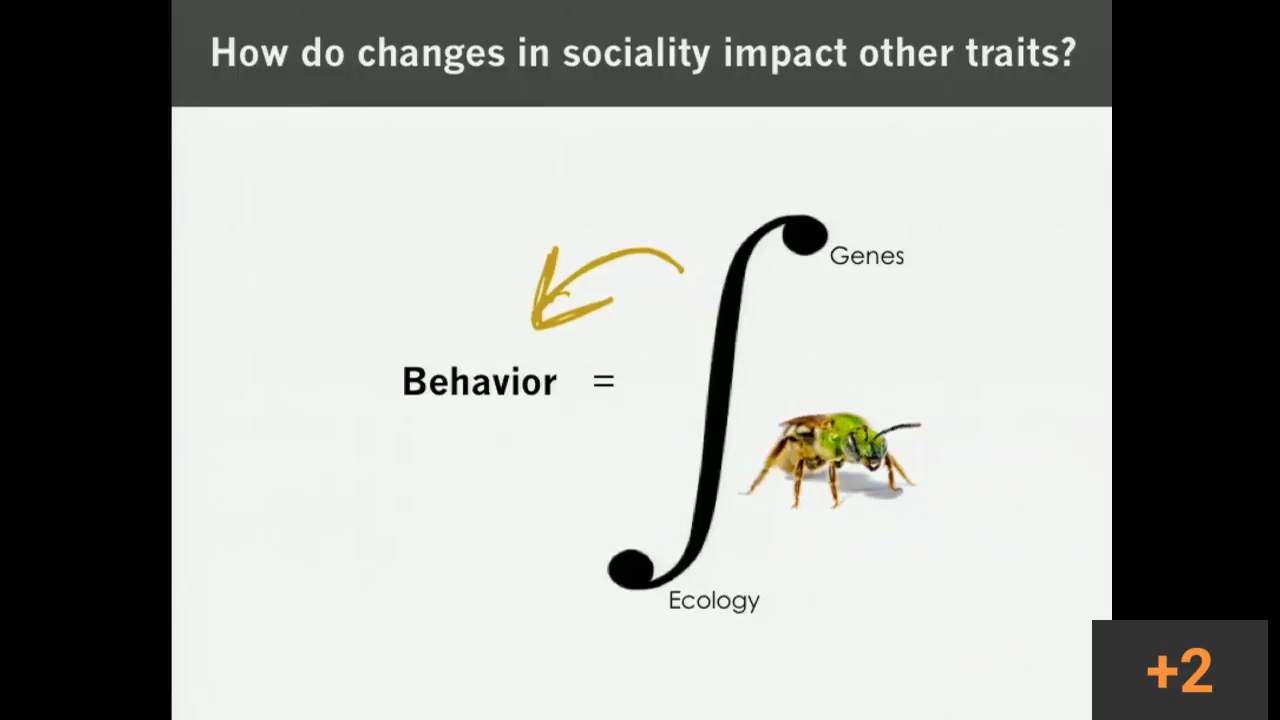 How do changes in sociality impact other traits?
Genes
Behavior =
Ecology
+2